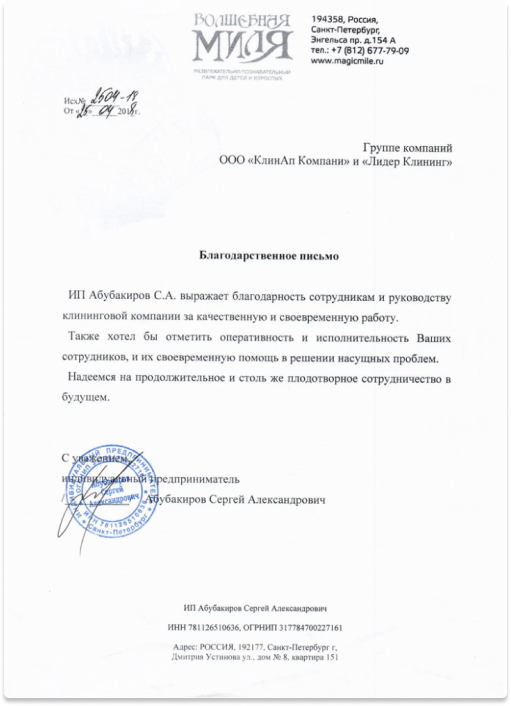 ВОЛШЕБНАЯ
МИЛЯ
РАЗВЛЕКАТЕЛЬНО-ПОЗНАВАТЕЛЬНЫЙ
ПАРК ДЛЯ ДЕТЕЙ И ВЗРОСЛЫХ
194358, Россия,
Санкт-Петербург,
Энгельса пр. д.154 А
тел.: +7 (812) 677-79-09
www.magicmile.ru
Исх№ 2504-18
От «25» 04 2018г.
Группе компаний
ООО «КлинАп Компани» и «Лидер Клининг»
Благодарственное письмо
ИП Абубакиров С.А. выражает благодарность сотрудникам и руководству
клининговой компании за качественную и своевременную работу.
Также хотел бы отметить оперативность и исполнительность Ваших
сотрудников, и их своевременную помощь в решении насущных проблем.
Надеемся на продолжительное и столь же плодотворное сотрудничество в
будущем.
С уважением,
индивидуальный предприниматель
Абубакиров Сергей Александрович
ИНДИВИДУАЛЬНЫЙ ПРЕДПРИНИМАТЕЛЬ
Абубакиров
Сергей
Александрович
Санкт-Петербург
ИП Абубакиров Сергей Александрович
ИНН 781126510636, ОГРНИП 317784700227161
Адрес: РОССИЯ, 192177, Санкт-Петербург г,
Дмитрия Устинова ул., дом № 8, квартира 151